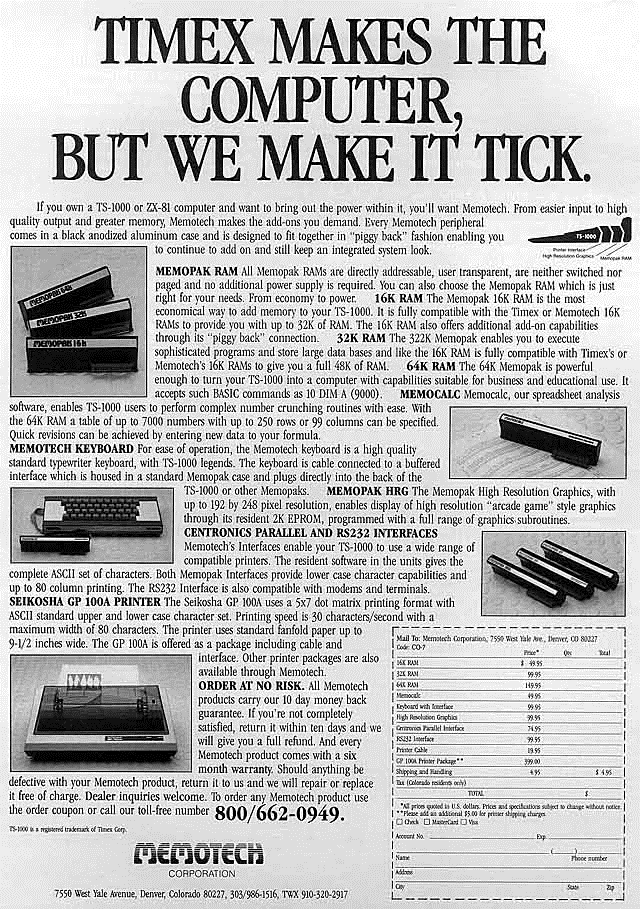 TIMEX MAKES THE
COMPUTER,
BUT WE MAKE IT TICK.
If you own a TS-1000 or ZX-81 computer and want to bring out the power within it, you'll want Memotech. From easier input to high
quality output and greater memory, Memotech makes the add-ons you demand. Every Memotech peripheral
comes in a black anodized aluminum case and is designed to fit together in "piggy back" fashion enabling you
to continue to add on and still keep an integrated system look.
TS-1000
Printer Interface
High Resolution Graphics
Memopak RAM
MEMOPAK 64K
MEMOPAK 32K
MEMOPAK 16K
MEMOPAK RAM All Memopak RAMs are directly addressable, user transparent, are neither switched nor
paged and no additional power supply is required. You can also choose the Memopak RAM which is just
right for your needs. From economy to power. 16K RAM The Memopak 16K RAM is the most
economical way to add memory to your TS-1000. It is fully compatible with the Timex or Memotech 16K
RAMs to provide you with up to 32K of RAM. The 16K RAM also offers additional add-on capabilities
through its "piggy back" connection. 32K RAM The 322K Memopak enables you to execute
sophisticated programs and store large data bases and like the 16K RAM is fully compatible with Timex's or
Memotech's 16K RAMs to give you a full 48K of RAM. 64K RAM The 64K Memopak is powerful
enough to turn your TS-1000 into a computer with capabilities suitable for business and educational use. It
accepts such BASIC commands as 10 DIM A (9000). MEMOCALC Memocalc, our spreadsheet analysis
software, enables TS-1000 users to perform complex number crunching routines with ease. With
the 64K RAM a table of up to 7000 numbers with up to 250 rows or 99 columns can be specified.
Quick revisions can be achieved by entering new data to your formula.
MEMOTECH KEYBOARD For ease of operation, the Memotech keyboard is a high quality
standard typewriter keyboard, with TS-1000 legends. The keyboard is cable connected to a buffered
interface which is housed in a standard Memopak case and plugs directly into the back of the
TS-1000 or other Memopaks. MEMOPAK HRG The Memopak High Resolution Graphics, with
up to 192 by 248 pixel resolution, enables display of high resolution "arcade game" style graphics
through its resident 2K EPROM, programmed with a full range of graphics subroutines.
CENTRONICS PARALLEL AND RS232 INTERFACES
Memotech's Interfaces enable your TS-1000 to use a wide range of
compatible printers. The resident software in the units gives the
complete ASCII set of characters. Both Memopak Interfaces provide lower case character capabilities and
up to 80 column printing. The RS232 Interface is also compatible with modems and terminals.
SEIKOSHA GP 100A PRINTER The Seikosha GP 100A uses a 5x7 dot matrix printing format with
ASCII standard upper and lower case character set. Printing speed is 30 characters/second with a
maximum width of 80 characters. The printer uses standard fanfold paper up to
9-1/2 inches wide. The GP 100A is offered as a package including cable and
interface. Other printer packages are also
available through Memotech.
ORDER AT NO RISK. All Memotech
products carry our 10 day money back
guarantee. If you're not completely
satisfied, return it within ten days and we
will give you a full refund. And every
Memotech product comes with a six
month warranty. Should anything be
defective with your Memotech product, return it to us and we will repair or replace
it free of charge. Dealer inquiries welcome. To order any Memotech product use
the order coupon or call our toll-free number 800/662-0949.
TS-1000 is a registered trademark of Timex Corp.
MEMOTECH
CORPORATION
7550 West Yale Avenue, Denver, Colorado 80227, 303/986-1516, TWX 910-320-2917
Mail To: Memotech Corporation, 7550 West Yale Ave., Denver, CO 80227
Code: CO-7
Price* Qty. Total
16K RAM $ 49.95
32K RAM 99.95
64K RAM 149.95
Memocalc 49.95
Keyboard with Interface 99.95
High Resolution Graphics 99.95
Centronics Parallel Interface 74.95
RS232 Interface 99.95
Printer Cable 19.95
GP 100A Printer Package** 399.00
Shipping and Handling 4.95 $ 4.95
Tax (Colorado residents only)
TOTAL $
*All prices quoted in U.S. dollars. Prices and specifications subject to change without notice.
**Please add an additional $5.00 for printer shipping charges.
Check MasterCard Visa
Account No. Exp
( )
Name Phone number
Address
City State Zip